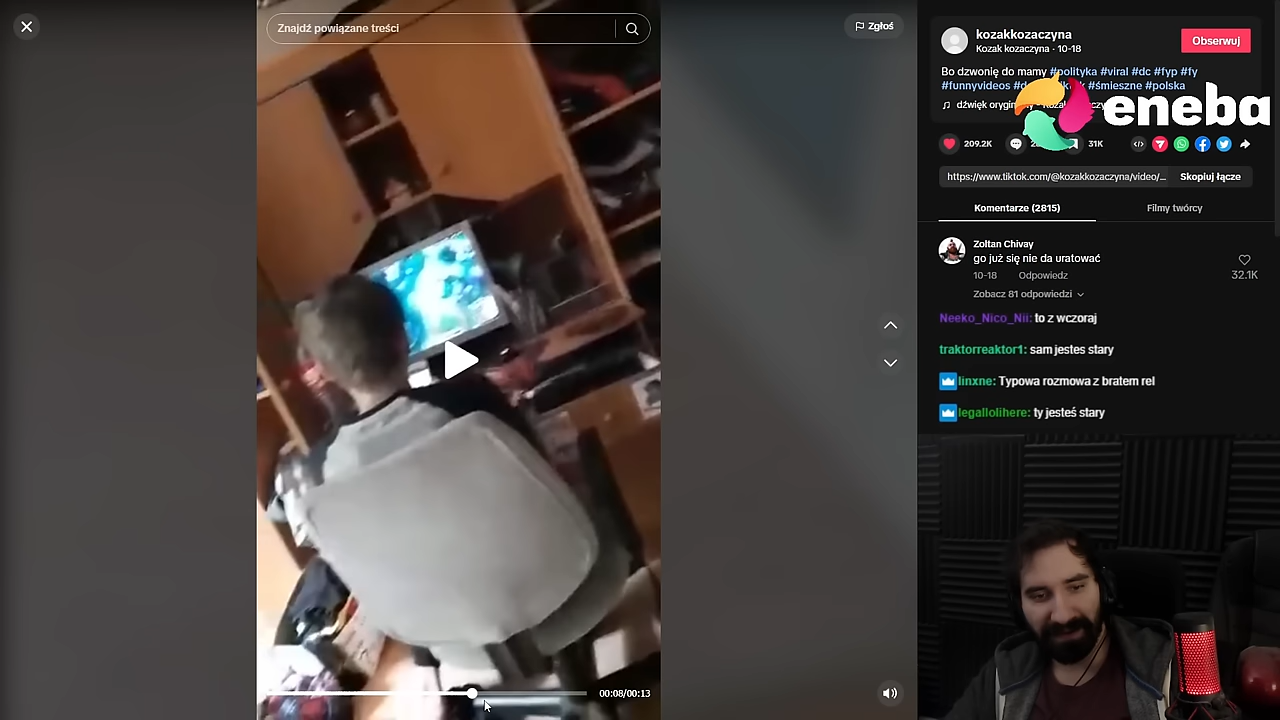 Znajdź powiązane treści
Zgłoś
kozakkozaczyna
Kozak kozaczyna · 10-18
Obserwuj
Bo dzwonię do mamy #polityka #viral #dc #fyp #fy
#funnyvideos #śmieszne #polska
dźwięk
eneba
209.2K
31K
https://www.tiktok.com/@kozakkozaczyna/video/...
Skopiuj łącze
Komentarze (2815)
Filmy twórcy
Zoltan Chivay
go już się nie da uratować
10-18 Odpowiedz
32.1K
Zobacz 81 odpowiedzi
Neeko_Nico_Nii: to z wczoraj
traktorreaktor1: sam jestes stary
linxne: Typowa rozmowa z bratem rel
legallolihere: ty jesteś stary
00:08/00:13